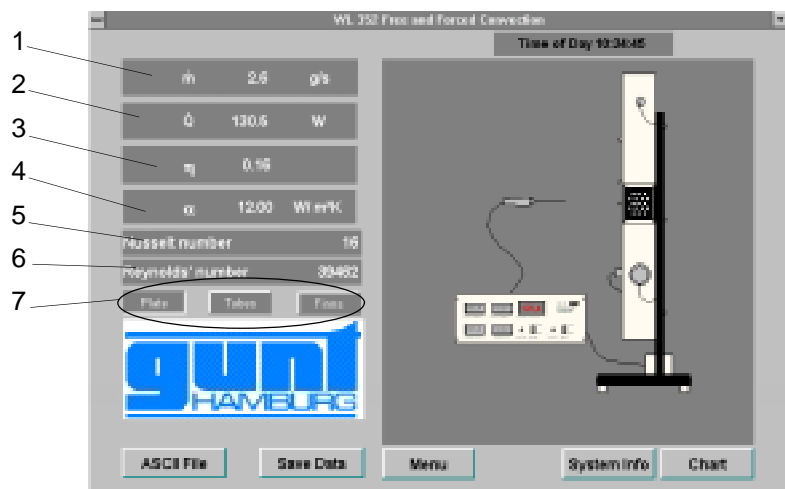 WL 352 Free and Forced Convection
Time of Day 10:34:45
1
ṁ 2.6 g/s
2
Q̇ 130.6 W
3
η 0.16
4
α 12.00 W/ m²K
5
Nusselt number 16
6
Reynolds' number 39462
7
Plate Tubes Fins
gunt
HAMBURG
ASCII File Save Data Menu System Info Chart